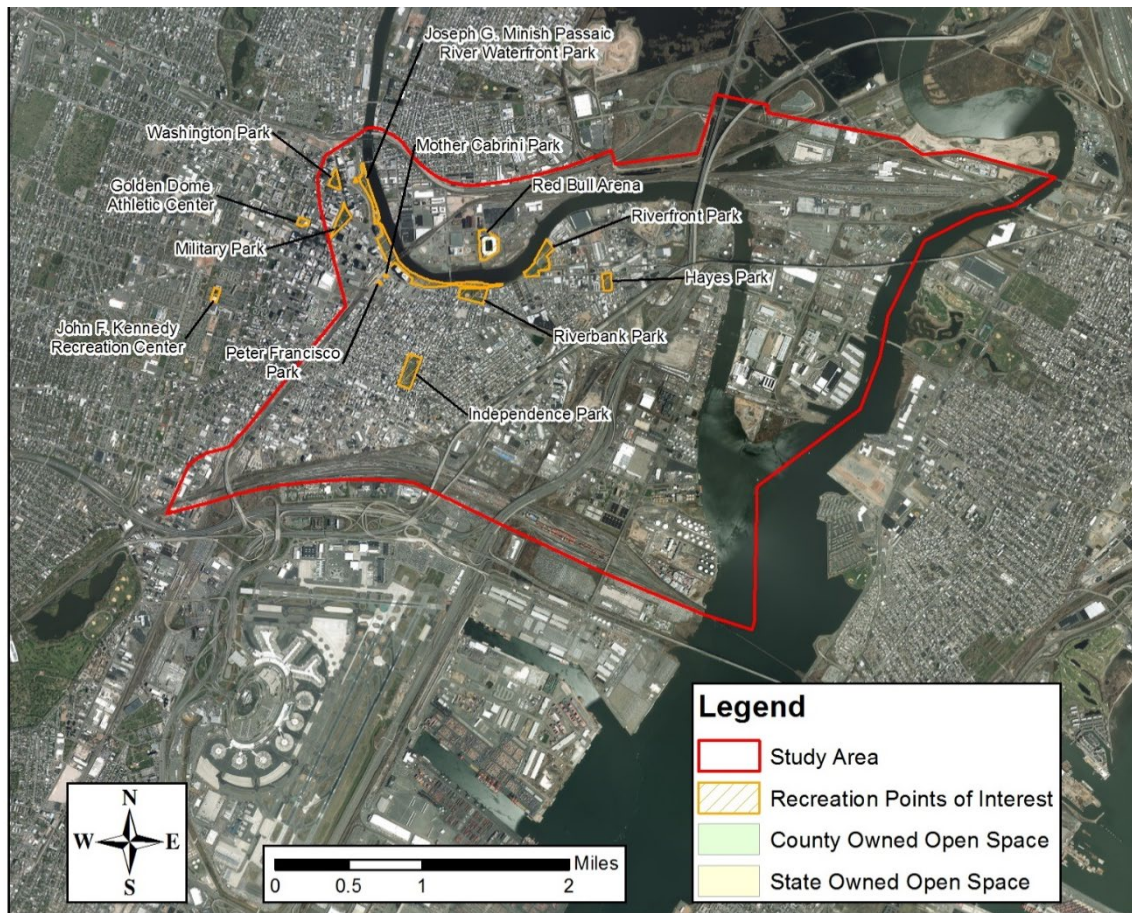 Joseph G. Minish Passaic
River Waterfront Park
Washington Park
Mother Cabrini Park
Golden Dome
Athletic Center
Red Bull Arena
Riverfront Park
Military Park
Hayes Park
John F. Kennedy
Recreation Center
Riverbank Park
Peter Francisco
Park
Independence Park
Legend
Study Area
Recreation Points of Interest
County Owned Open Space
State Owned Open Space
N
W E
S
Miles
0 0.5 1 2